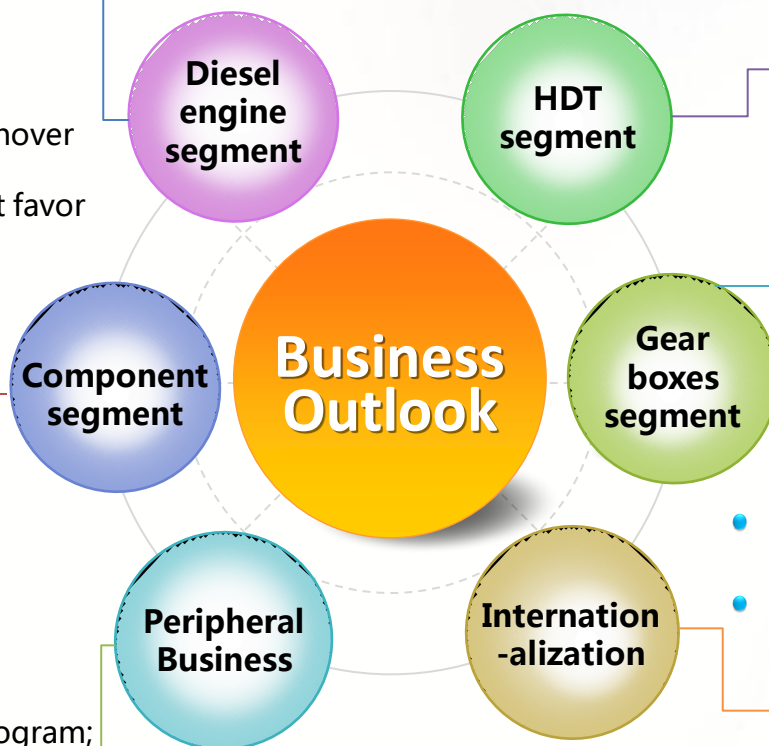 Diesel
engine
segment
HDT
segment
nover
t favor
Business
Outlook
Component
segment
Gear
boxes
segment
Peripheral
Business
Internation
-alization
ogram;